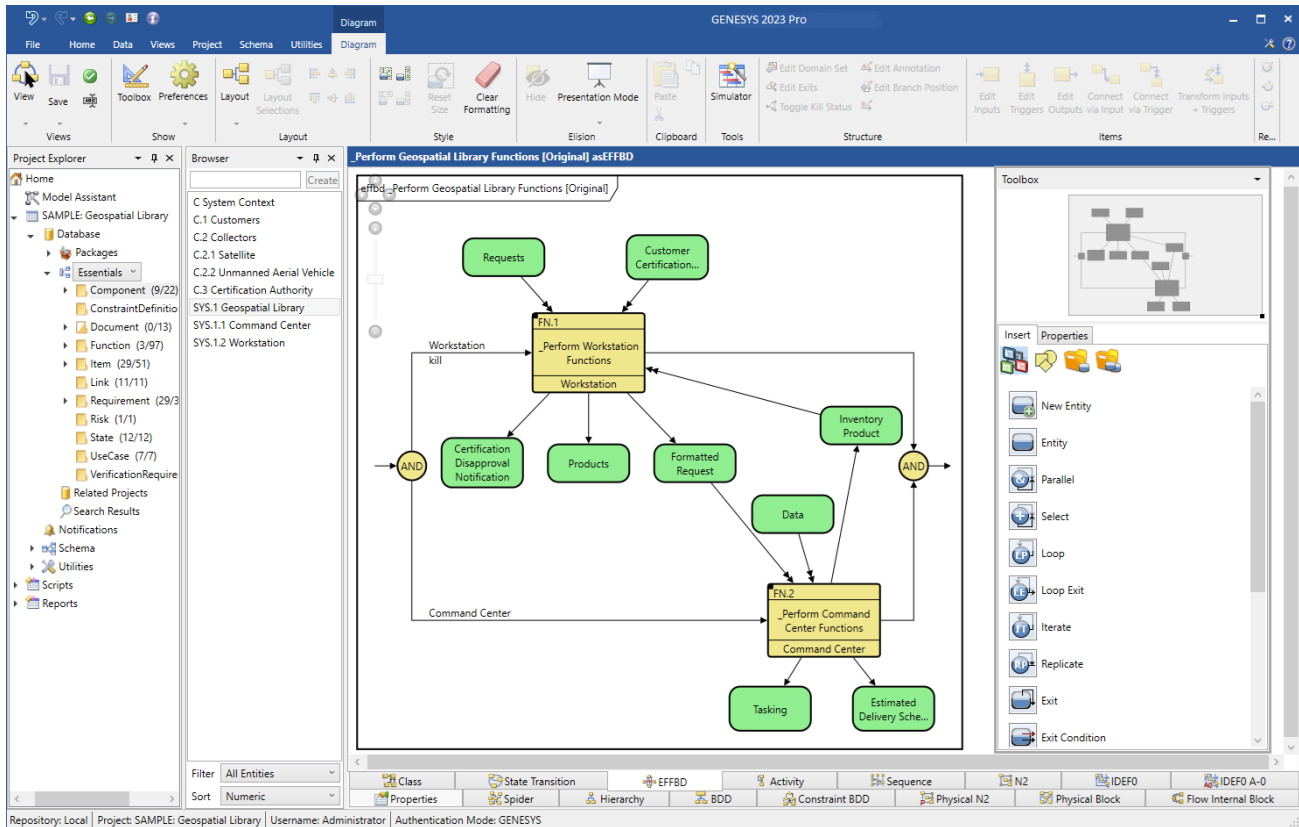 Diagram
GENESYS 2023 Pro
File Home Data Views Project Schema Utilities Diagram
View Save Toolbox Preferences Layout Layout Selections Reset Size Clear Formatting Hide Presentation Mode Paste Simulator
Edit Domain Set Edit Annotation
Edit Exits Edit Branch Position
Toggle Kill Status
Edit Inputs Edit Triggers Edit Outputs Connect via Input Connect via Trigger Transform Inputs + Triggers
Views Show Layout Style Elision Clipboard Tools Structure Items Re...
Project Explorer
Home
Model Assistant
SAMPLE: Geospatial Library
Database
Packages
Essentials
Component (9/22)
ConstraintDefinitio
Document (0/13)
Function (3/97)
Item (29/51)
Link (11/11)
Requirement (29/3
Risk (1/1)
State (12/12)
UseCase (7/7)
VerificationRequire
Related Projects
Search Results
Notifications
Schema
Utilities
Scripts
Reports
Browser
Create
C System Context
C.1 Customers
C.2 Collectors
C.2.1 Satellite
C.2.2 Unmanned Aerial Vehicle
C.3 Certification Authority
SYS.1 Geospatial Library
SYS.1.1 Command Center
SYS.1.2 Workstation
Filter All Entities
Sort Numeric
_Perform Geospatial Library Functions [Original] asEFFBD
effbd _Perform Geospatial Library Functions [Original]
Requests
Customer
Certification...
FN.1
_Perform Workstation
Functions
Workstation
Workstation
kill
Inventory
Product
AND
Certification
Disapproval
Notification
Products
Formatted
Request
AND
Data
Command Center
FN.2
_Perform Command
Center Functions
Command Center
Tasking
Estimated
Delivery Sche...
Toolbox
Insert Properties
New Entity
Entity
Parallel
Select
Loop
Loop Exit
Iterate
Replicate
Exit
Exit Condition
Class State Transition EFFBD Activity Sequence N2 IDEF0 IDEF0 A-0
Properties Spider Hierarchy BDD Constraint BDD Physical N2 Physical Block Flow Internal Block
Repository: Local Project: SAMPLE: Geospatial Library Username: Administrator Authentication Mode: GENESYS